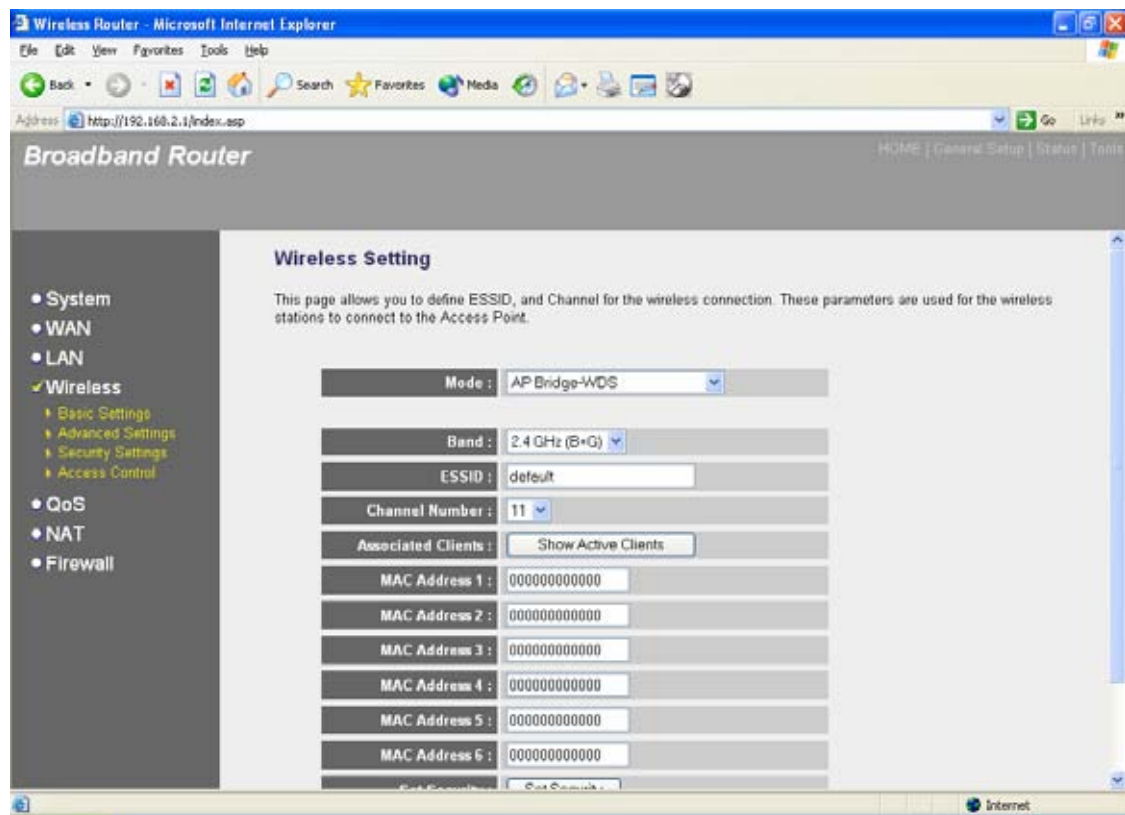 Wireless Router - Microsoft Internet Explorer
File Edit View Favorites Tools Help
Back Search Favorites Media
Address http://192.168.2.1/index.asp Go Links »
Broadband Router
HOME | General Setup | Status | Tools
Wireless Setting
This page allows you to define ESSID, and Channel for the wireless connection. These parameters are used for the wireless
stations to connect to the Access Point.
System
WAN
LAN
Wireless
Basic Settings
Advanced Settings
Security Settings
Access Control
QoS
NAT
Firewall
Mode : AP Bridge-WDS
Band : 2.4 GHz (B+G)
ESSID : default
Channel Number : 11
Associated Clients : Show Active Clients
MAC Address 1 : 000000000000
MAC Address 2 : 000000000000
MAC Address 3 : 000000000000
MAC Address 4 : 000000000000
MAC Address 5 : 000000000000
MAC Address 6 : 000000000000
Set Security : Set Security
Internet